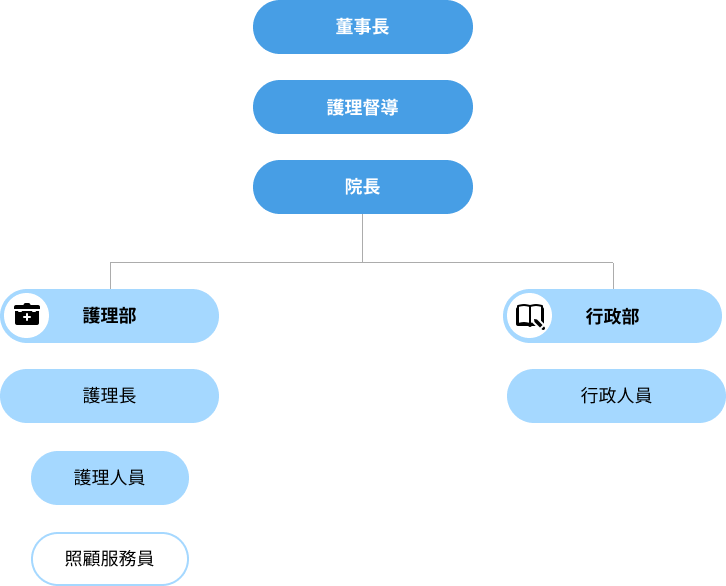 董事長
護理督導
院長
護理部
行政部
護理長
行政人員
護理人員
照顧服務員